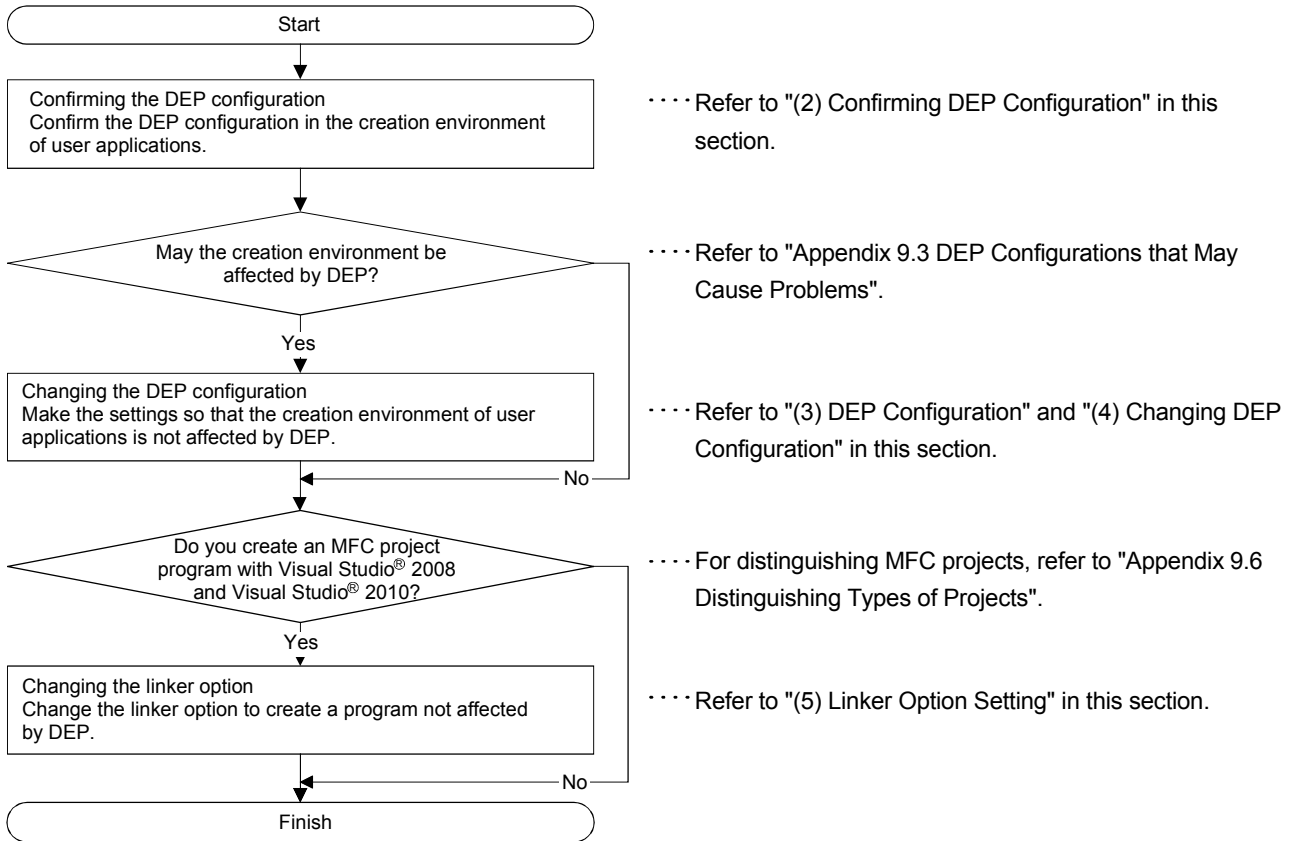 Start
Confirming the DEP configuration
Confirm the DEP configuration in the creation environment
of user applications.
····Refer to "(2) Confirming DEP Configuration" in this
section.
May the creation environment be
affected by DEP?
····Refer to "Appendix 9.3 DEP Configurations that May
Cause Problems".
Yes
Changing the DEP configuration
Make the settings so that the creation environment of user
applications is not affected by DEP.
····Refer to "(3) DEP Configuration" and "(4) Changing DEP
Configuration" in this section.
No
Do you create an MFC project
program with Visual Studio® 2008
and Visual Studio® 2010?
····For distinguishing MFC projects, refer to "Appendix 9.6
Distinguishing Types of Projects".
Yes
Changing the linker option
Change the linker option to create a program not affected
by DEP.
····Refer to "(5) Linker Option Setting" in this section.
No
Finish